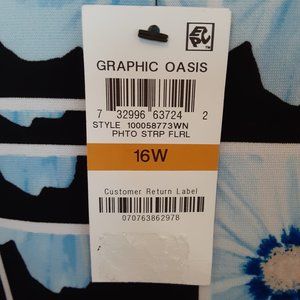 GRAPHIC OASIS
7 32996 63724 2
STYLE 100058773WN
PHTO STRP FLRL
16W
Customer Return Label
070763862978